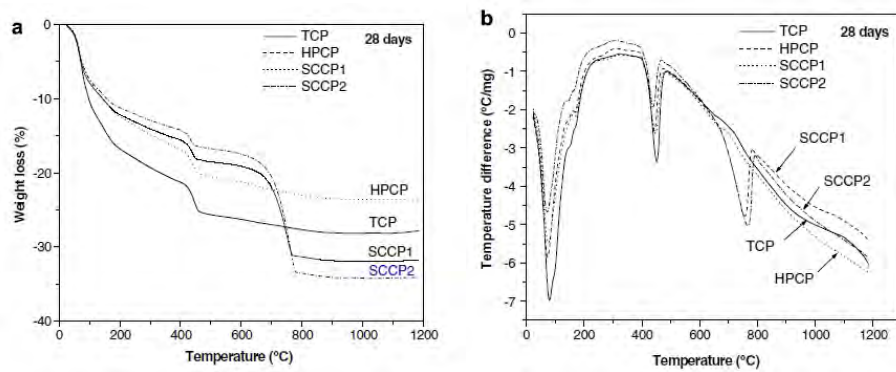 a
28 days
TCP
HPCP
SCCP1
SCCP2
0
-10
-20
-30
-40
Weight loss (%)
HPCP
TCP
SCCP1
SCCP2
0 200 400 600 800 1000 1200
Temperature (°C)
b
28 days
TCP
HPCP
SCCP1
SCCP2
0
-1
-2
-3
-4
-5
-6
-7
Temperature difference (°C/mg)
SCCP1
SCCP2
TCP
HPCP
0 200 400 600 800 1000 1200
Temperature (°C)